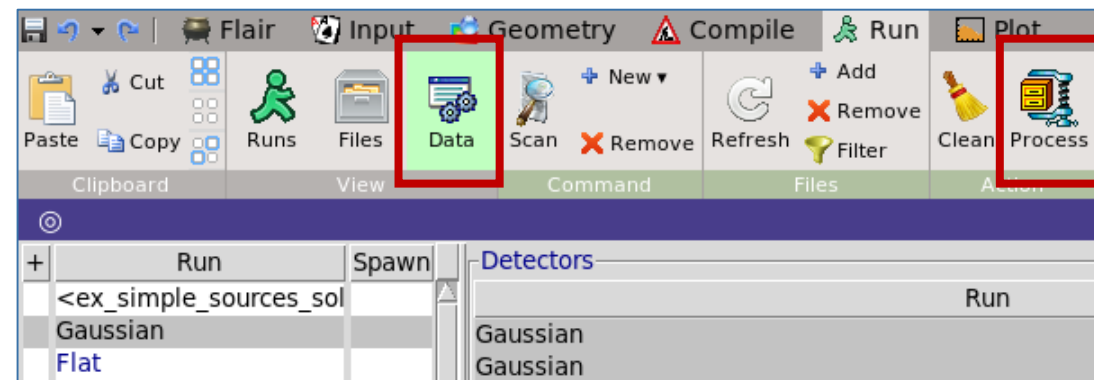 Flair Input Geometry Compile Run Plot
Paste Cut Copy Runs Files Data Scan New ▾ Remove Refresh Add Remove Filter Clean Process
Clipboard View Command Files Action
+ Run Spawn Detectors
Run
<ex_simple_sources_sol
Gaussian Gaussian
Flat Gaussian